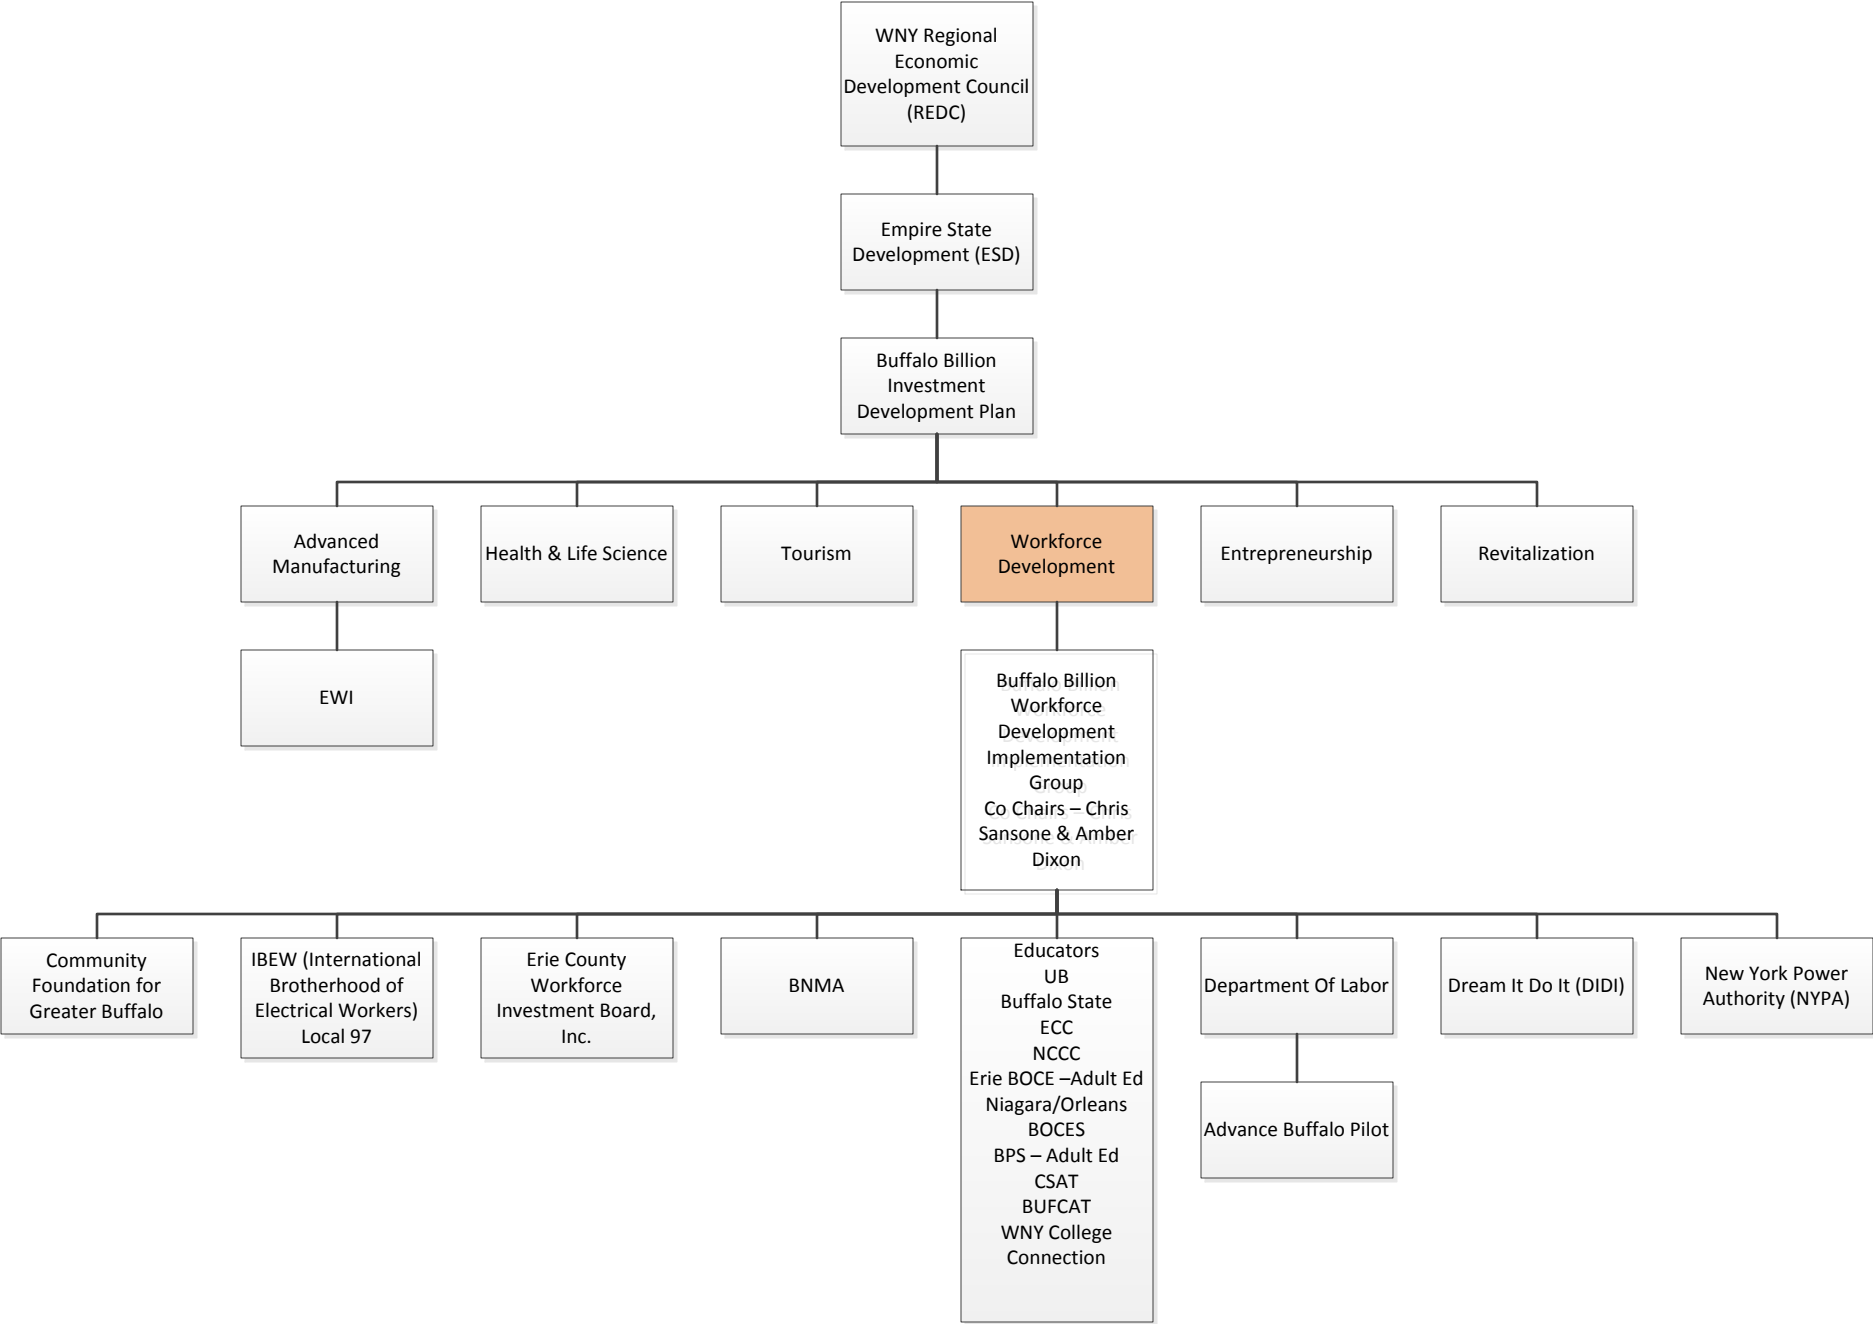 WNY Regional
Economic
Development Council
(REDC)
Empire State
Development (ESD)
Buffalo Billion
Investment
Development Plan
Advanced
Manufacturing
Health & Life Science
Tourism
Workforce
Development
Entrepreneurship
Revitalization
EWI
Buffalo Billion
Workforce
Development
Implementation
Group
Co Chairs – Chris
Sansone & Amber
Dixon
Community
Foundation for
Greater Buffalo
IBEW (International
Brotherhood of
Electrical Workers)
Local 97
Erie County
Workforce
Investment Board,
Inc.
BNMA
Educators
UB
Buffalo State
ECC
NCCC
Erie BOCE –Adult Ed
Niagara/Orleans
BOCES
BPS – Adult Ed
CSAT
BUFCAT
WNY College
Connection
Department Of Labor
Dream It Do It (DIDI)
New York Power
Authority (NYPA)
Advance Buffalo Pilot